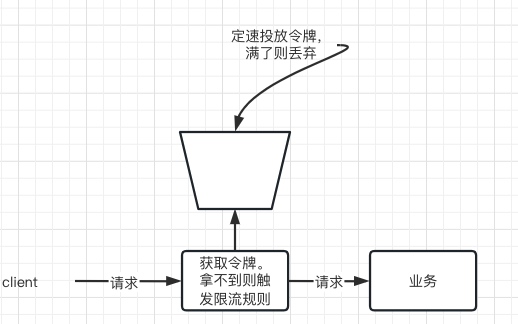 定速投放令牌，
满了则丢弃
获取令牌。
拿不到则触
发限流规则
client
请求
请求
业务